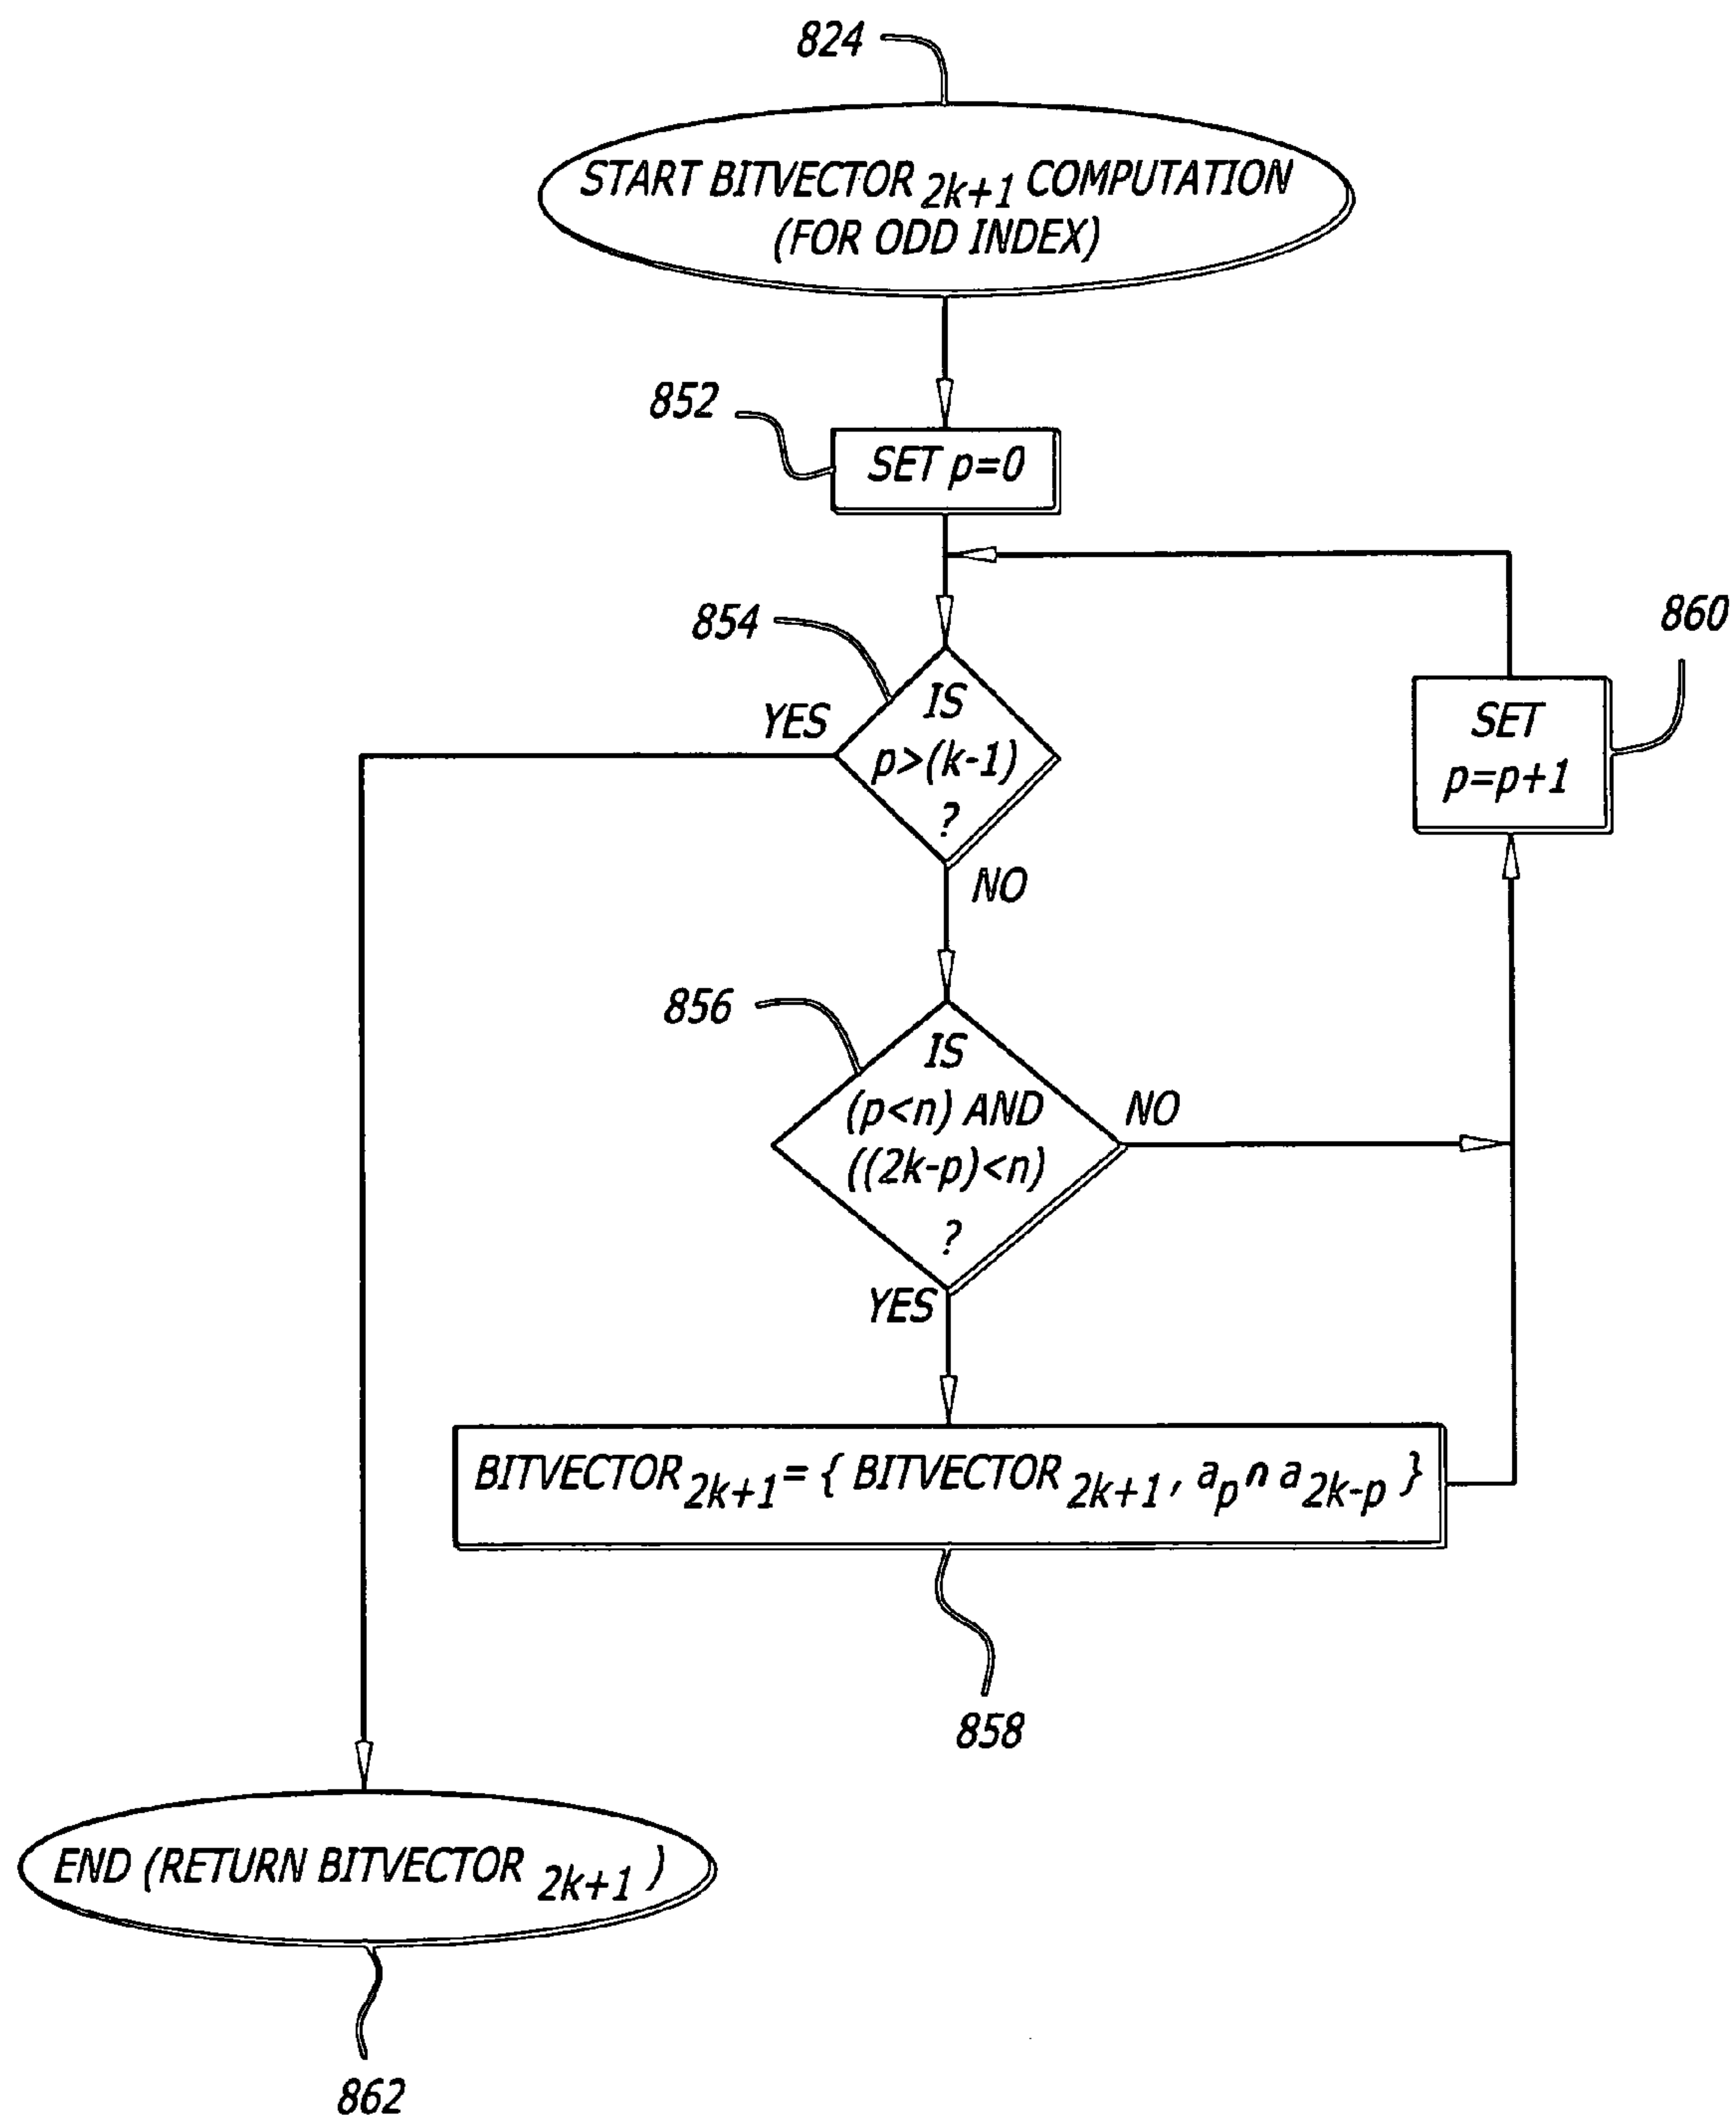 824
START BITVECTOR 2k+1 COMPUTATION
(FOR ODD INDEX)
852
SET p=0
854
860
IS
p>(k-1)
?
YES
NO
SET
p=p+1
856
IS
(p<n) AND
((2k-p)<n)
?
NO
YES
BITVECTOR 2k+1 = { BITVECTOR 2k+1, a p n a 2k-p }
858
END (RETURN BITVECTOR 2k+1 )
862